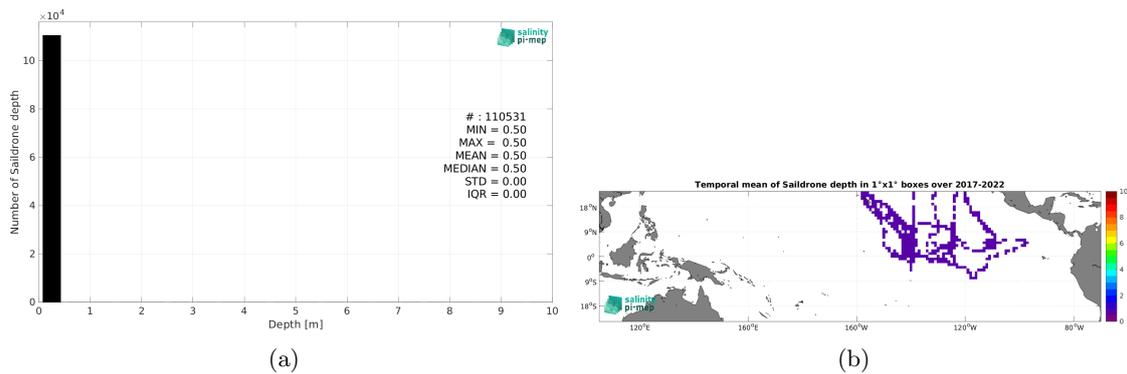 ×10⁴
salinity
pi-mep
10
8
6
4
2
0
Number of Saildrone depth
# : 110531
MIN = 0.50
MAX = 0.50
MEAN = 0.50
MEDIAN = 0.50
STD = 0.00
IQR = 0.00
0 1 2 3 4 5 6 7 8 9 10
Depth [m]
(a)
Temporal mean of Saildrone depth in 1°x1° boxes over 2017-2022
18°N
9°N
0°
9°S
18°S
salinity
pi-mep
120°E 160°E 160°W 120°W 80°W
10
8
6
4
2
0
(b)